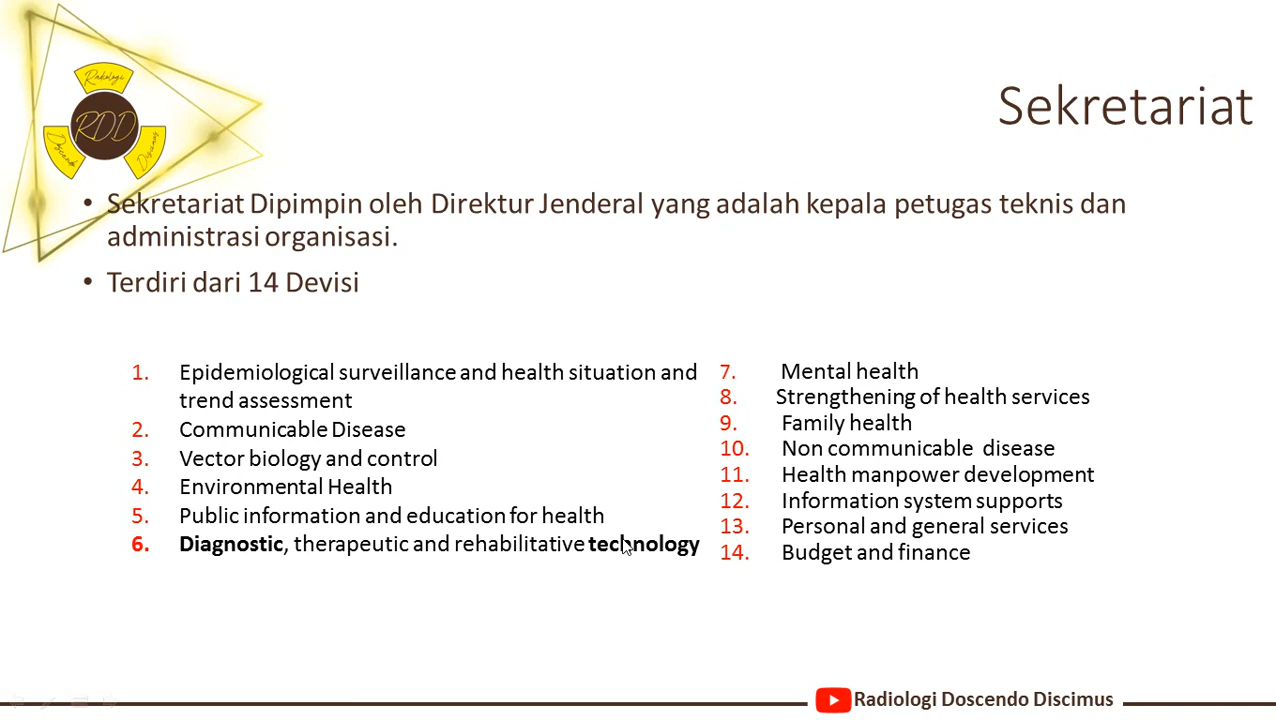 Radiologi
RDD
Doscendo
Discimus
Sekretariat
• Sekretariat Dipimpin oleh Direktur Jenderal yang adalah kepala petugas teknis dan
administrasi organisasi.
• Terdiri dari 14 Devisi
1. Epidemiological surveillance and health situation and
trend assessment
2. Communicable Disease
3. Vector biology and control
4. Environmental Health
5. Public information and education for health
6. Diagnostic, therapeutic and rehabilitative technology
7. Mental health
8. Strengthening of health services
9. Family health
10. Non communicable disease
11. Health manpower development
12. Information system supports
13. Personal and general services
14. Budget and finance
Radiologi Doscendo Discimus